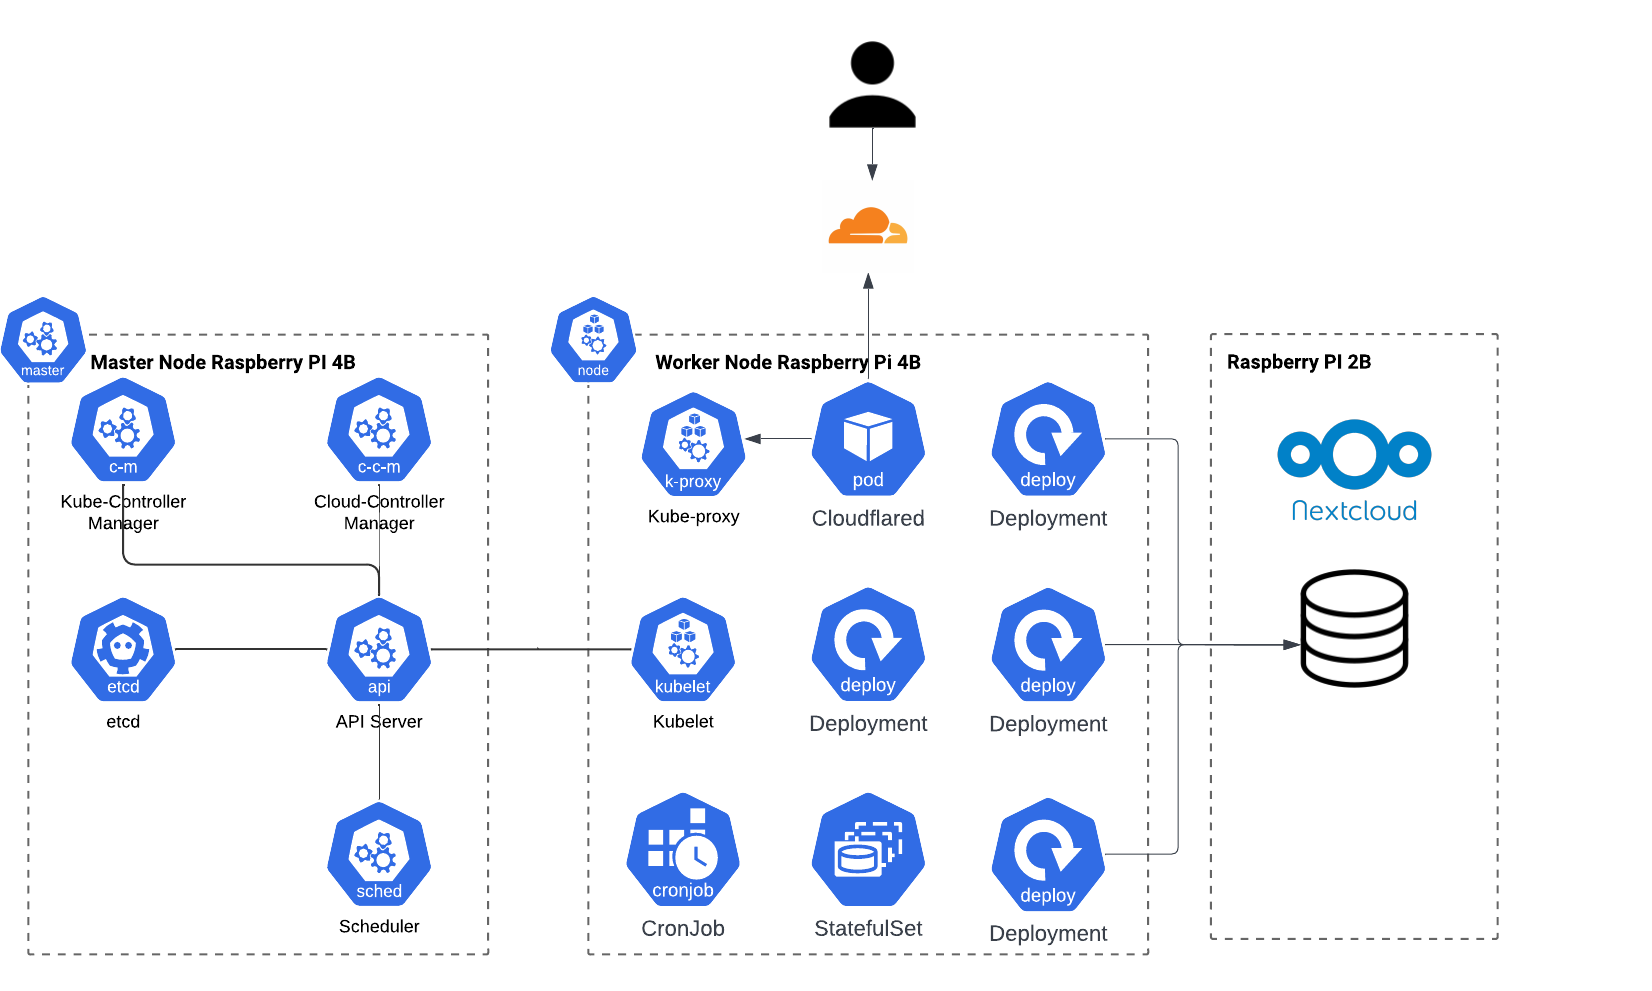 master
Master Node Raspberry PI 4B
c-m
Kube-Controller
Manager
c-c-m
Cloud-Controller
Manager
etcd
etcd
api
API Server
sched
Scheduler
node
Worker Node Raspberry Pi 4B
k-proxy
Kube-proxy
pod
Cloudflared
deploy
Deployment
kubelet
Kubelet
deploy
Deployment
deploy
Deployment
cronjob
CronJob
StatefulSet
deploy
Deployment
Raspberry PI 2B
Nextcloud